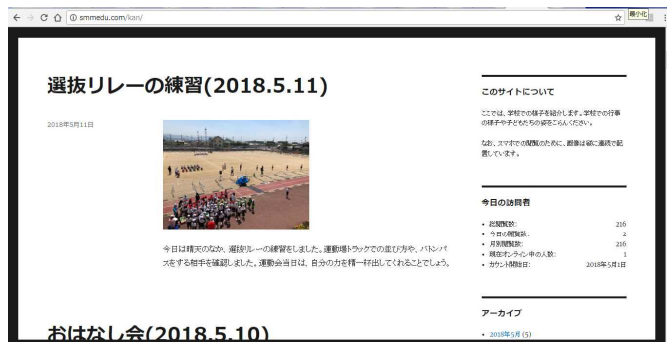 smmedu.com/kan/
最小化
選抜リレーの練習(2018.5.11)
2018年5月11日
今日は晴天のなか、選抜リレーの練習をしました。運動場トラックでの並び方や、バトンパ
スをする相手を確認しました。運動会当日は、自分の力を精一杯出してくれることでしょう。
おはなし会(2018.5.10)
このサイトについて
ここでは、学校での様子を紹介します。学校での行事
の様子や子どもたちの姿をごらんください。
なお、スマホでの閲覧のために、画像は縦に連続で配
置しています。
今日の訪問者
総閲覧数: 216
今日の閲覧数: 2
月別閲覧数: 216
現在オンライン中の人数: 1
カウント開始日: 2018年5月1日
アーカイブ
2018年5月 (5)